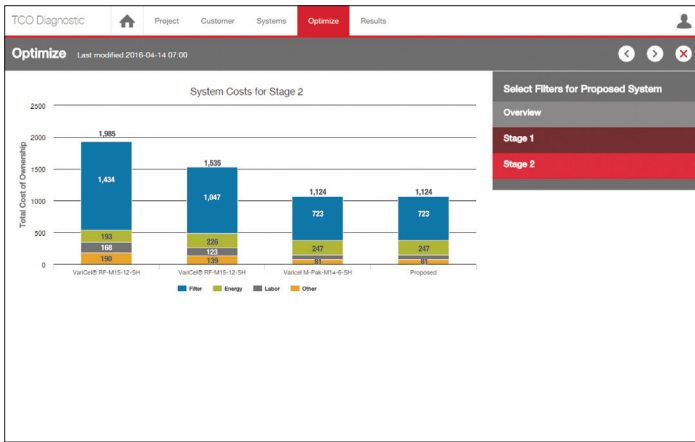 TCO Diagnostic
Project Customer Systems Optimize Results
Optimize Last modified 2016-04-14 07:00
System Costs for Stage 2
Total Cost of Ownership
2500
2000
1500
1000
500
0
1,985
1,434
193
168
190
1,535
1,047
226
123
139
1,124
723
247
81
1,124
723
247
81
VariCel® RF-M15-12-SH VariCel® RF-M15-12-SH Varicel M-Pak-M14-6-SH Proposed
Filter Energy Labor Other
Select Filters for Proposed System
Overview
Stage 1
Stage 2